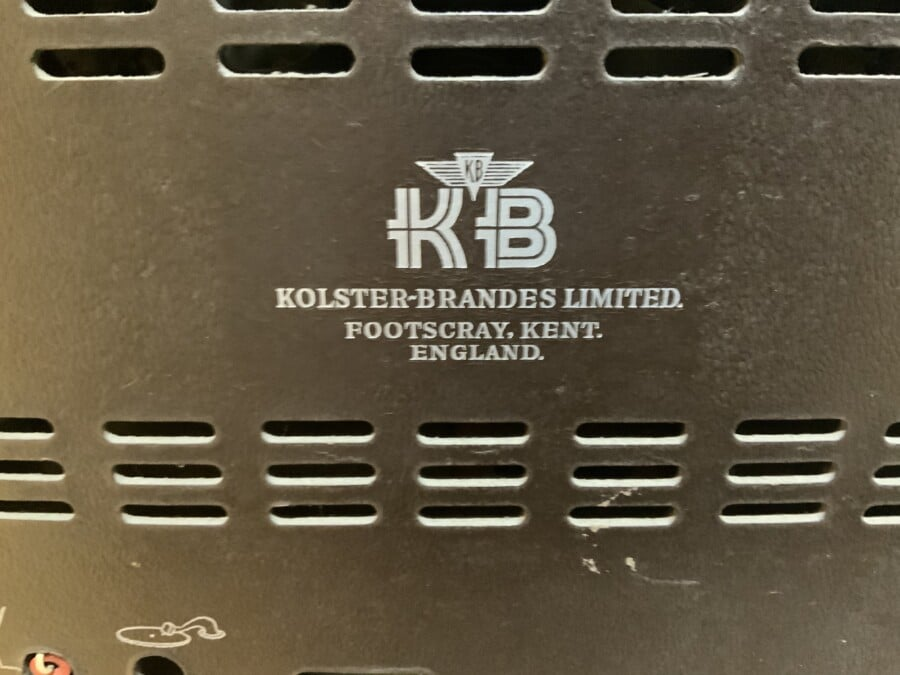 KB
KB
KOLSTER-BRANDES LIMITED.
FOOTSCRAY, KENT.
ENGLAND.